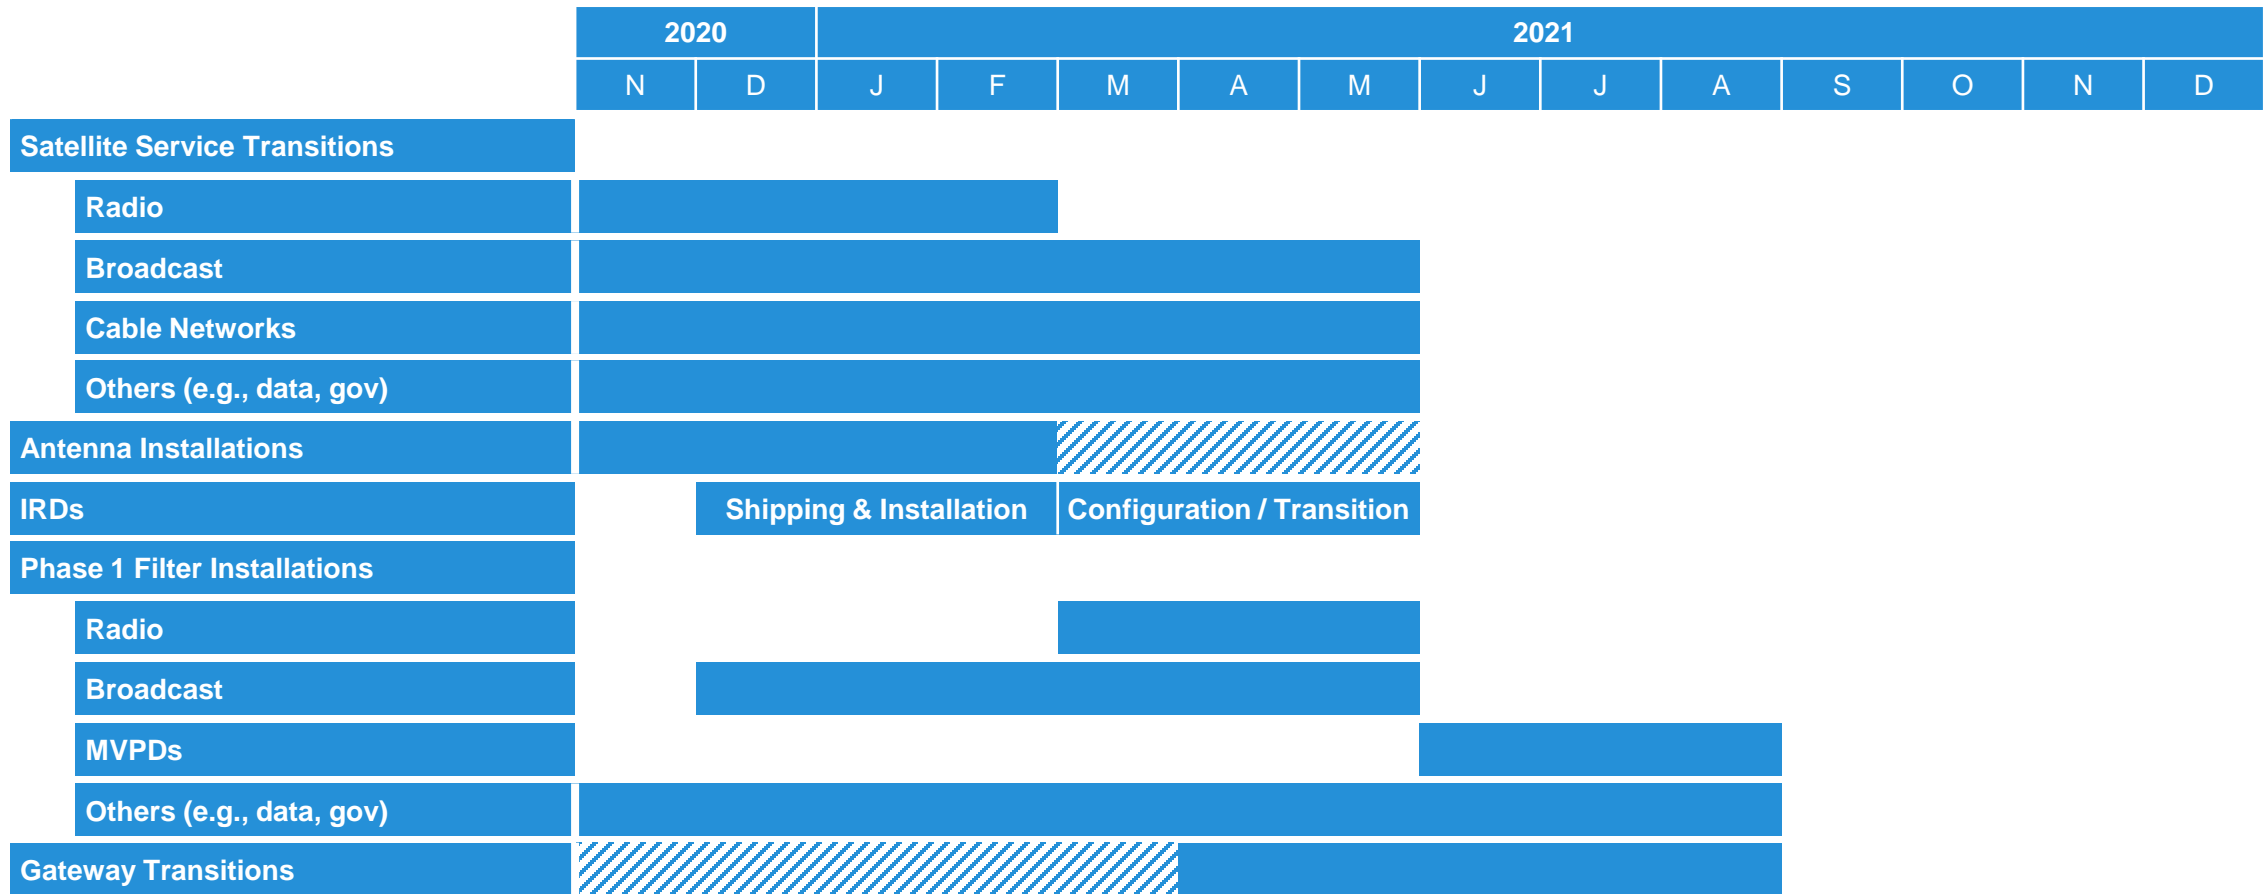 2020 2021
N D J F M A M J J A S O N D
Satellite Service Transitions
Radio
Broadcast
Cable Networks
Others (e.g., data, gov)
Antenna Installations
IRDs Shipping & Installation Configuration / Transition
Phase 1 Filter Installations
Radio
Broadcast
MVPDs
Others (e.g., data, gov)
Gateway Transitions